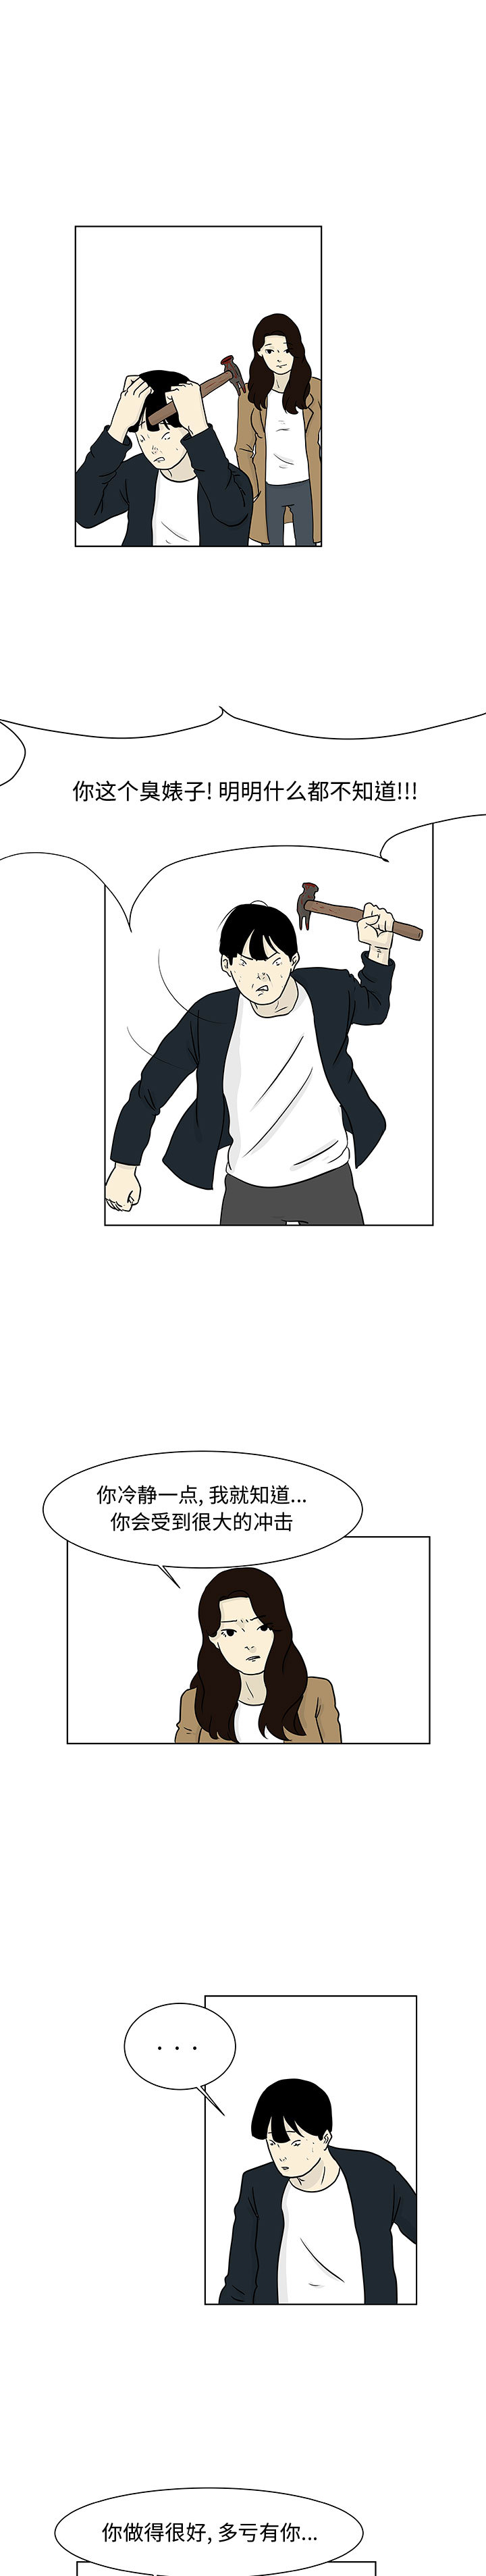 你这个臭婊子! 明明什么都不知道!!!
你冷静一点, 我就知道...
你会受到很大的冲击
...
你做得很好, 多亏有你...